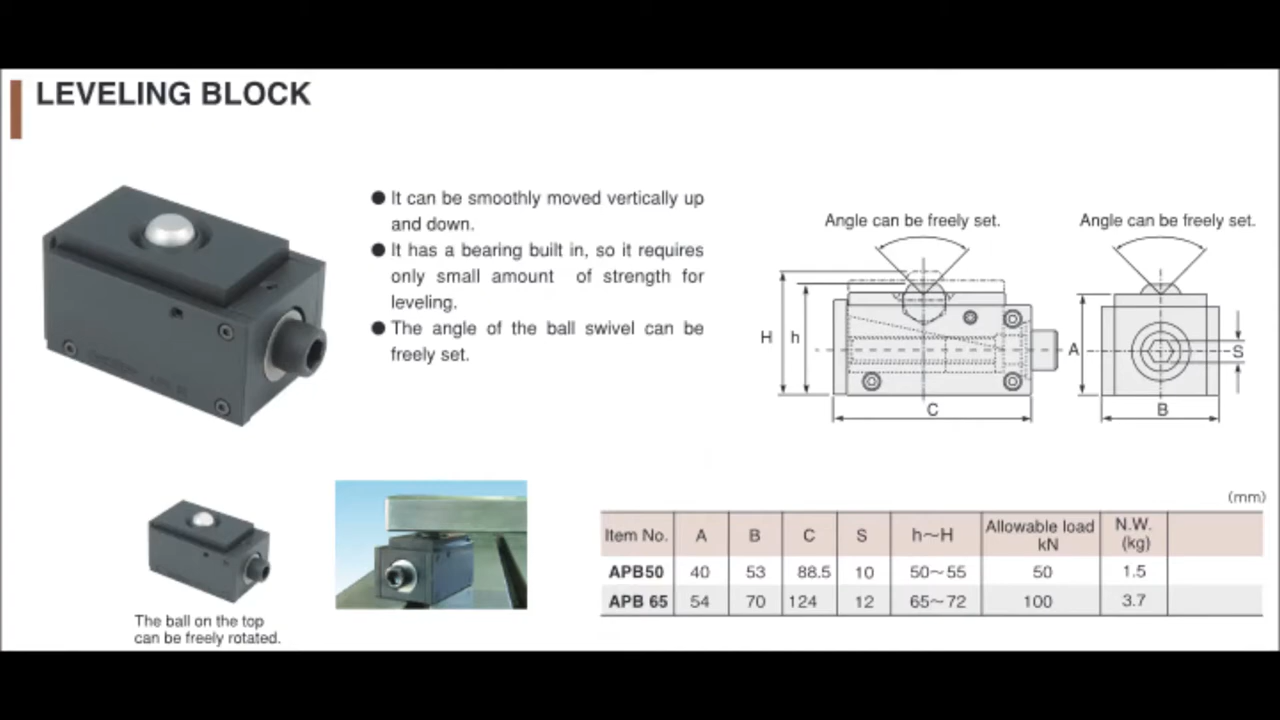 LEVELING BLOCK
● It can be smoothly moved vertically up
and down.
● It has a bearing built in, so it requires
only small amount of strength for
leveling.
● The angle of the ball swivel can be
freely set.
Angle can be freely set.
Angle can be freely set.
H
h
C
A
S
B
The ball on the top
can be freely rotated.
(mm)
Item No. A B C S h～H Allowable load kN N.W. (kg)
APB50 40 53 88.5 10 50～55 50 1.5
APB 65 54 70 124 12 65～72 100 3.7